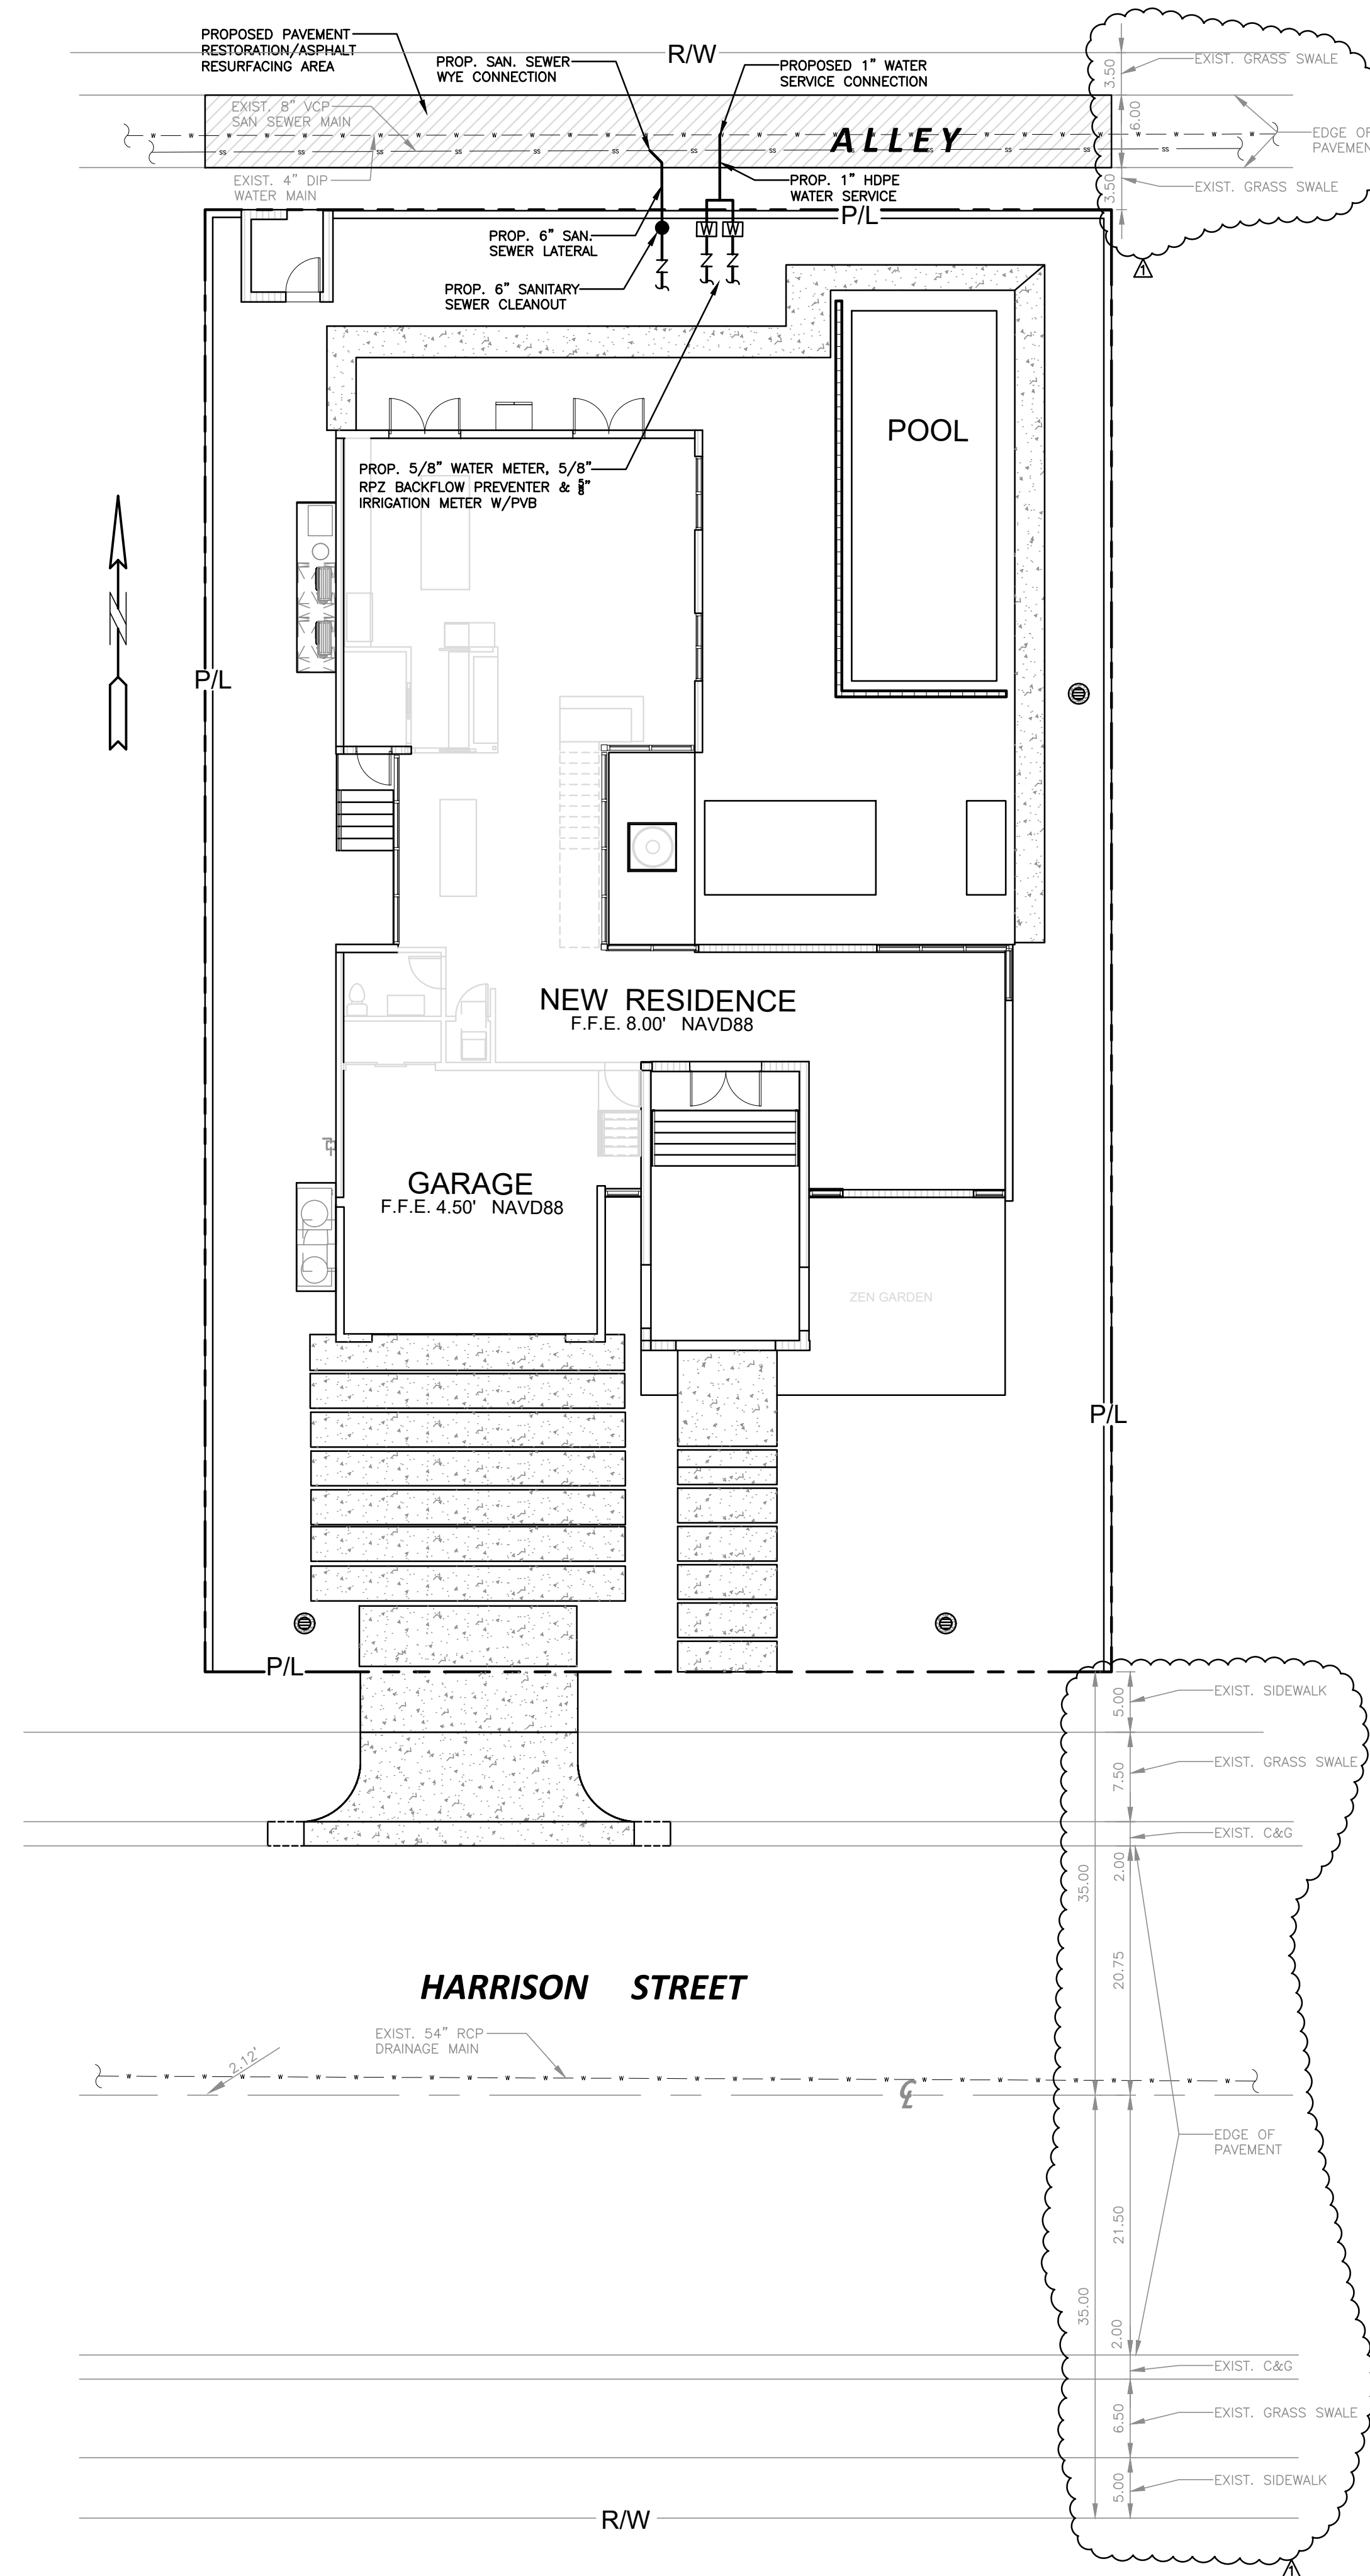 PROPOSED PAVEMENT
RESTORATION/ASPHALT
RESURFACING AREA
PROP. SAN. SEWER
WYE CONNECTION
R/W
PROPOSED 1" WATER
SERVICE CONNECTION
3.50
EXIST. GRASS SWALE
EXIST. 8" VCP
SAN SEWER MAIN
ALLEY
6.00
EDGE OF
PAVEMENT
EXIST. 4" DIP
WATER MAIN
PROP. 1" HDPE
WATER SERVICE
3.50
EXIST. GRASS SWALE
P/L
PROP. 6" SAN.
SEWER LATERAL
W W
1
PROP. 6" SANITARY
SEWER CLEANOUT
POOL
PROP. 5/8" WATER METER, 5/8"
RPZ BACKFLOW PREVENTER & 5/8"
IRRIGATION METER W/PVB
N
P/L
NEW RESIDENCE
F.F.E. 8.00' NAVD88
GARAGE
F.F.E. 4.50' NAVD88
ZEN GARDEN
P/L
P/L
5.00
EXIST. SIDEWALK
7.50
EXIST. GRASS SWALE
EXIST. C&G
2.00
35.00
20.75
HARRISON STREET
EXIST. 54" RCP
DRAINAGE MAIN
2.12'
EDGE OF
PAVEMENT
21.50
35.00
2.00
EXIST. C&G
6.50
EXIST. GRASS SWALE
5.00
EXIST. SIDEWALK
R/W
1